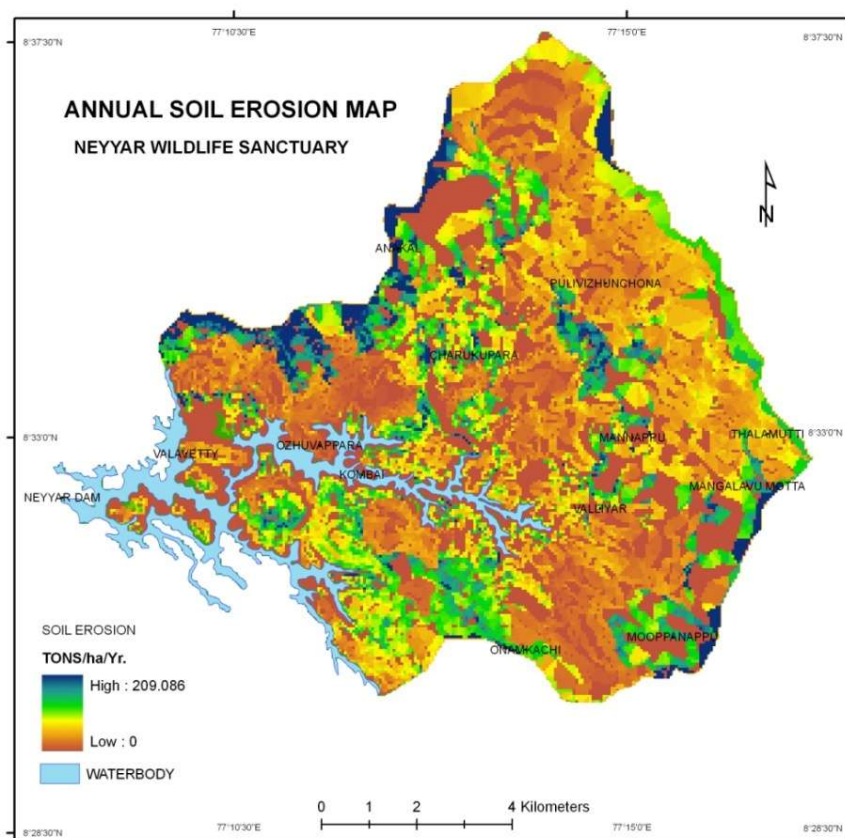 77°10'30"E
77°15'0"E
8°37'30"N
8°37'30"N
ANNUAL SOIL EROSION MAP
NEYYAR WILDLIFE SANCTUARY
N
ANAKAL
PULIVIZHUNCHONA
CHARUKUPARA
8°33'0"N
8°33'0"N
MANNAPPU
THALAMUTTI
OZHUVAPPARA
VALAVETTY
KOMBAI
MANGALAVU MOTTA
NEYYAR DAM
VALLIYAR
SOIL EROSION
MOOPPANAPPU
ONAMKACHI
TONS/ha/Yr.
High : 209.086
Low : 0
WATERBODY
0 1 2 4 Kilometers
8°28'30"N
77°10'30"E
77°15'0"E
8°28'30"N